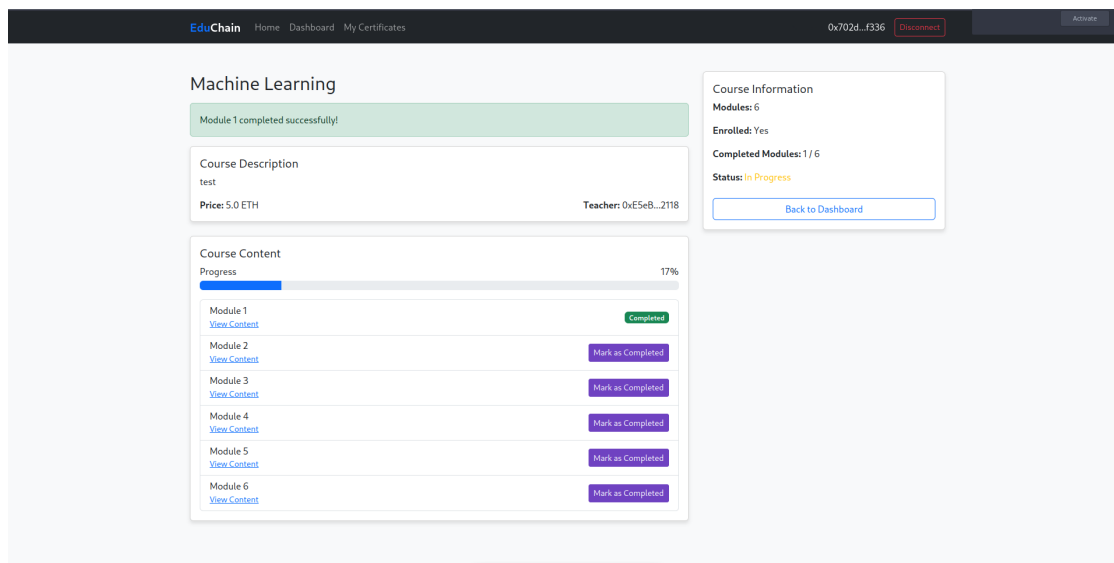 EduChain Home Dashboard My Certificates 0x702d...f336 Disconnect Activate
Machine Learning
Module 1 completed successfully!
Course Description
test
Price: 5.0 ETH Teacher: 0xE5eB...2118
Course Content
Progress 17%
Module 1
View Content
Completed
Module 2
View Content
Mark as Completed
Module 3
View Content
Mark as Completed
Module 4
View Content
Mark as Completed
Module 5
View Content
Mark as Completed
Module 6
View Content
Mark as Completed
Course Information
Modules: 6
Enrolled: Yes
Completed Modules: 1 / 6
Status: In Progress
Back to Dashboard